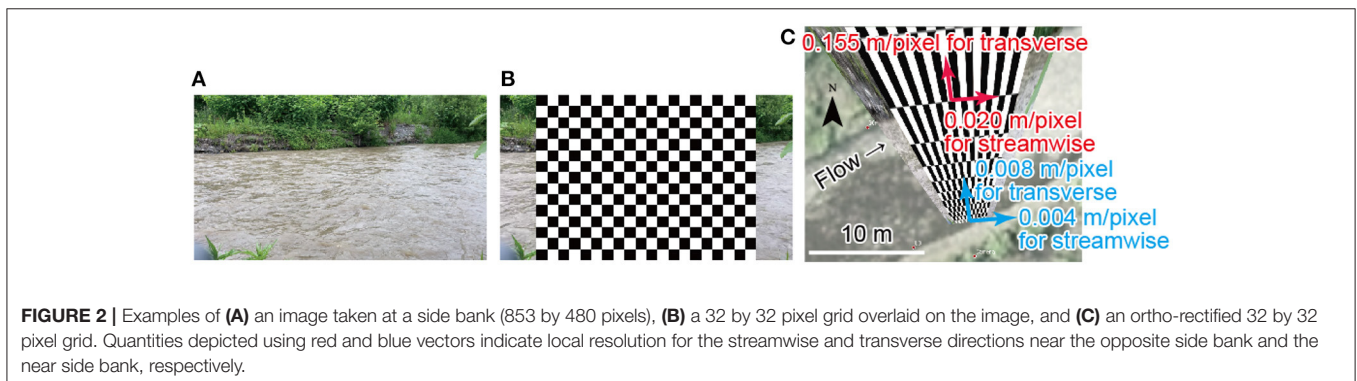 A
B
C
0.155 m/pixel for transverse
N
0.020 m/pixel
for streamwise
Flow →
0.008 m/pixel
for transverse
0.004 m/pixel
for streamwise
10 m
FIGURE 2 | Examples of (A) an image taken at a side bank (853 by 480 pixels), (B) a 32 by 32 pixel grid overlaid on the image, and (C) an ortho-rectified 32 by 32
pixel grid. Quantities depicted using red and blue vectors indicate local resolution for the streamwise and transverse directions near the opposite side bank and the
near side bank, respectively.